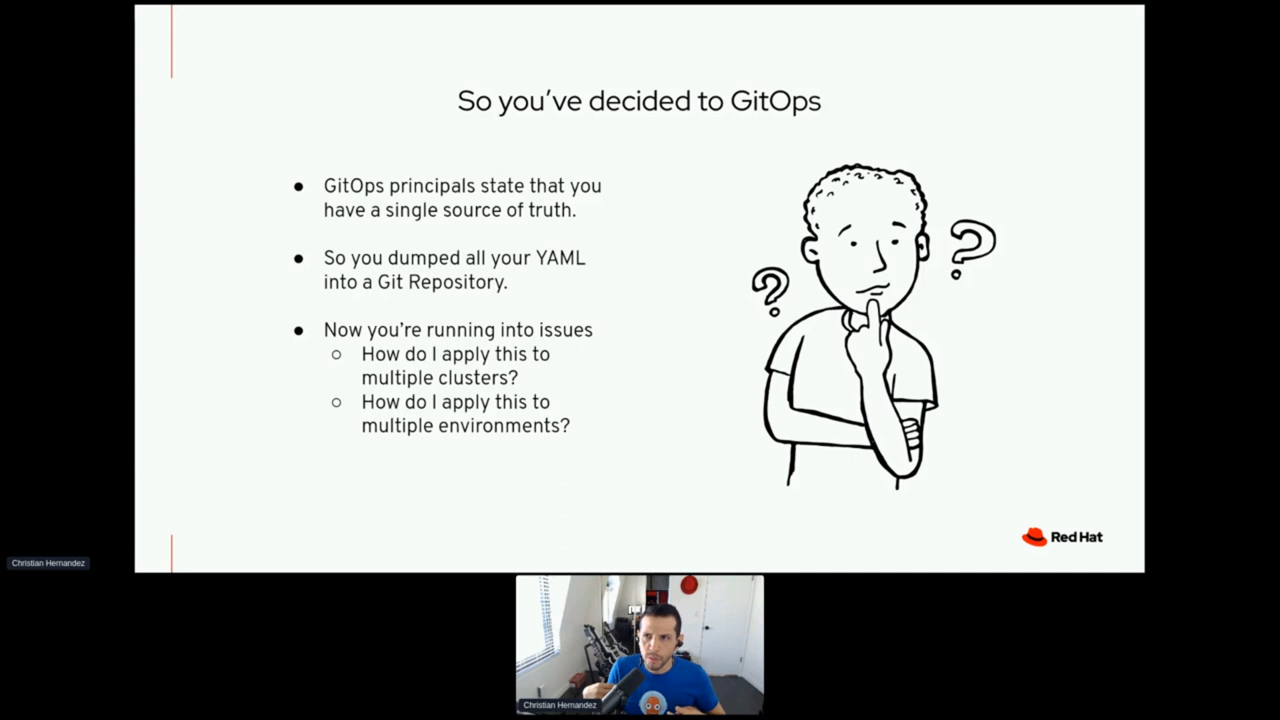 So you've decided to GitOps
● GitOps principals state that you
have a single source of truth.
● So you dumped all your YAML
into a Git Repository.
● Now you're running into issues
○ How do I apply this to
multiple clusters?
○ How do I apply this to
multiple environments?
? ?
Red Hat
Christian Hernandez
Christian Hernandez